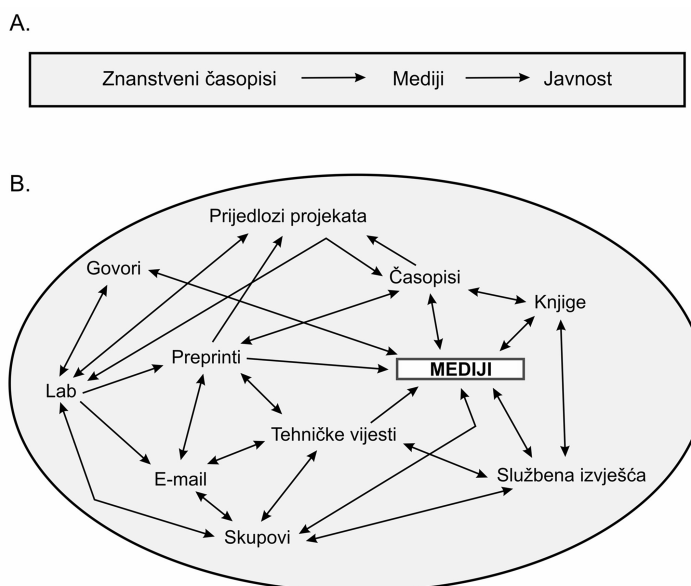 A.
Znanstveni časopisi Mediji Javnost
B.
Prijedlozi projekata
Govori
Časopisi
Knjige
Preprinti
MEDIJI
Lab
Tehničke vijesti
E-mail
Službena izvješća
Skupovi